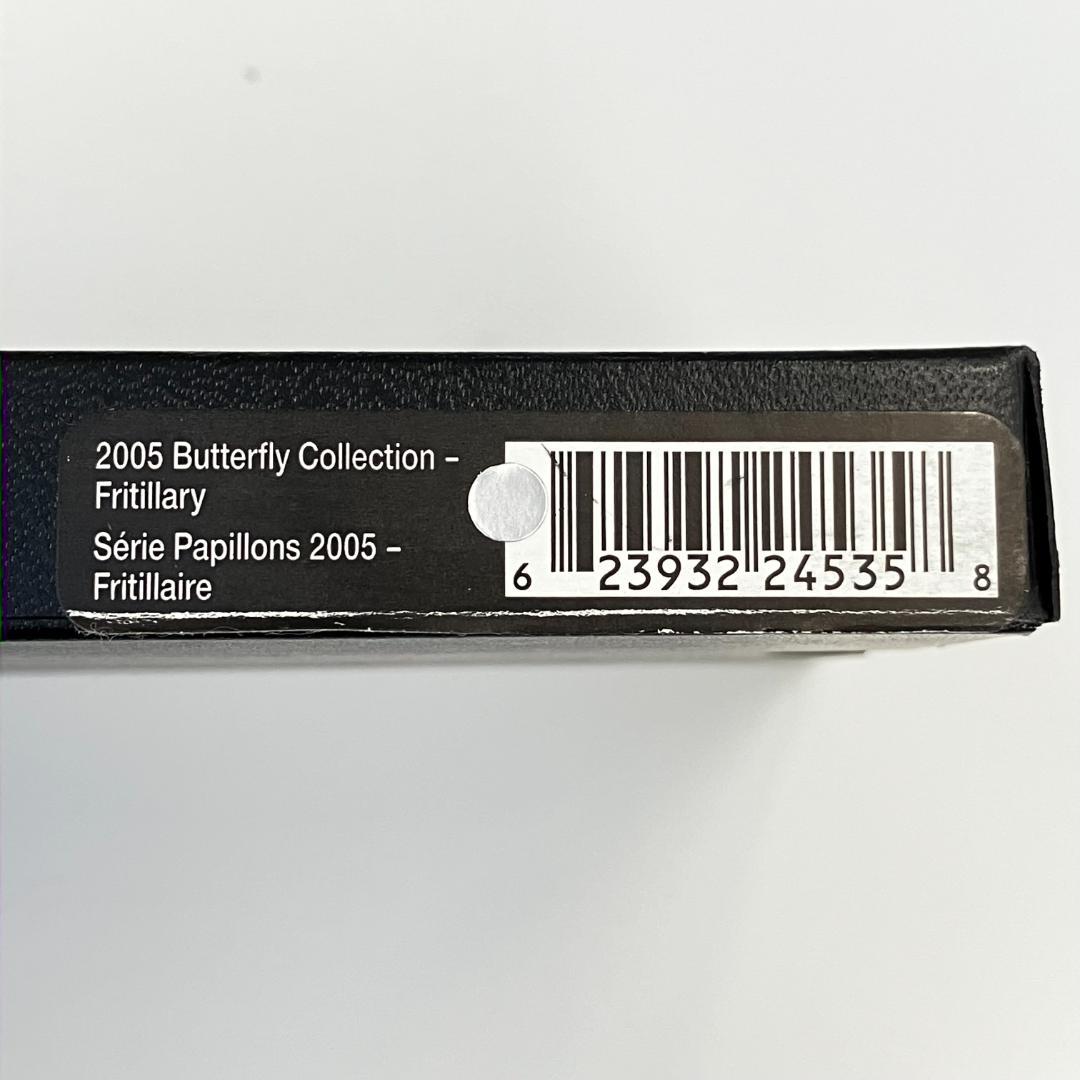 2005 Butterfly Collection –
Fritillary
Série Papillons 2005 –
Fritillaire
6 23932 24535 8